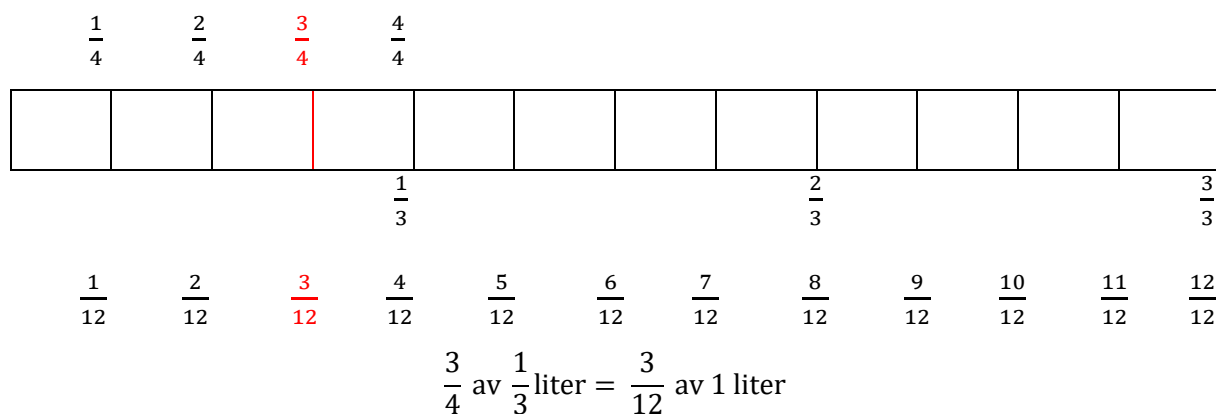 1/4 2/4 3/4 4/4
1/3 2/3 3/3
1/12 2/12 3/12 4/12 5/12 6/12 7/12 8/12 9/12 10/12 11/12 12/12
3/4 av 1/3 liter = 3/12 av 1 liter